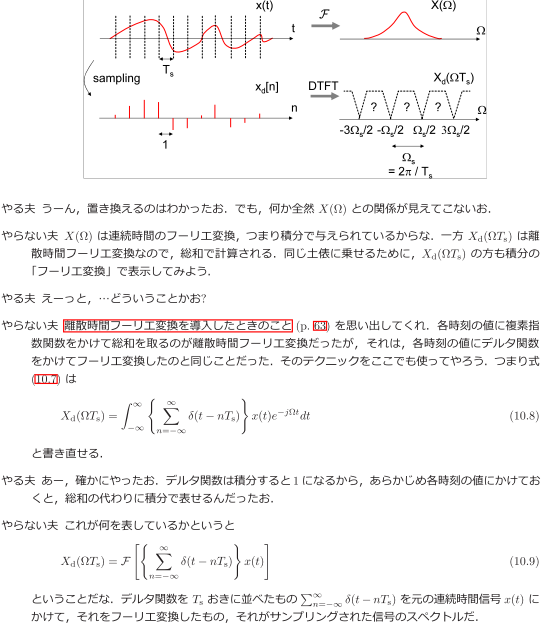 x(t)
t
T_s
F
X(Ω)
Ω
sampling
x_d[n]
n
1
DTFT
X_d(ΩT_s)
? ? ?
Ω
-3Ω_s/2 -Ω_s/2 Ω_s/2 3Ω_s/2
Ω_s
= 2π / T_s
やる夫 うーん，置き換えるのはわかったお．でも，何か全然 X(Ω) との関係が見えてこないお．
やらない夫 X(Ω) は連続時間のフーリエ変換，つまり積分で与えられているからな．一方 X_d(ΩT_s) は離
散時間フーリエ変換なので，総和で計算される．同じ土俵に乗せるために，X_d(ΩT_s) の方も積分の
「フーリエ変換」で表示してみよう．
やる夫 えーっと，…どういうことかお?
やらない夫 離散時間フーリエ変換を導入したときのこと (p. 63) を思い出してくれ．各時刻の値に複素指
数関数をかけて総和を取るのが離散時間フーリエ変換だったが，それは，各時刻の値にデルタ関数
をかけてフーリエ変換したのと同じことだった．そのテクニックをここでも使ってやろう．つまり式
(10.7) は
X_d(ΩT_s) = ∫_{-∞}^{∞} { ∑_{n=-∞}^{∞} δ(t − nT_s) } x(t)e^{-jΩt}dt (10.8)
と書き直せる．
やる夫 あー，確かにやったお．デルタ関数は積分すると 1 になるから，あらかじめ各時刻の値にかけてお
くと，総和の代わりに積分で表せるんだったお．
やらない夫 これが何を表しているかというと
X_d(ΩT_s) = F [ { ∑_{n=-∞}^{∞} δ(t − nT_s) } x(t) ] (10.9)
ということだな．デルタ関数を T_s おきに並べたもの ∑_{n=-∞}^{∞} δ(t − nT_s) を元の連続時間信号 x(t) に
かけて，それをフーリエ変換したもの，それがサンプリングされた信号のスペクトルだ．